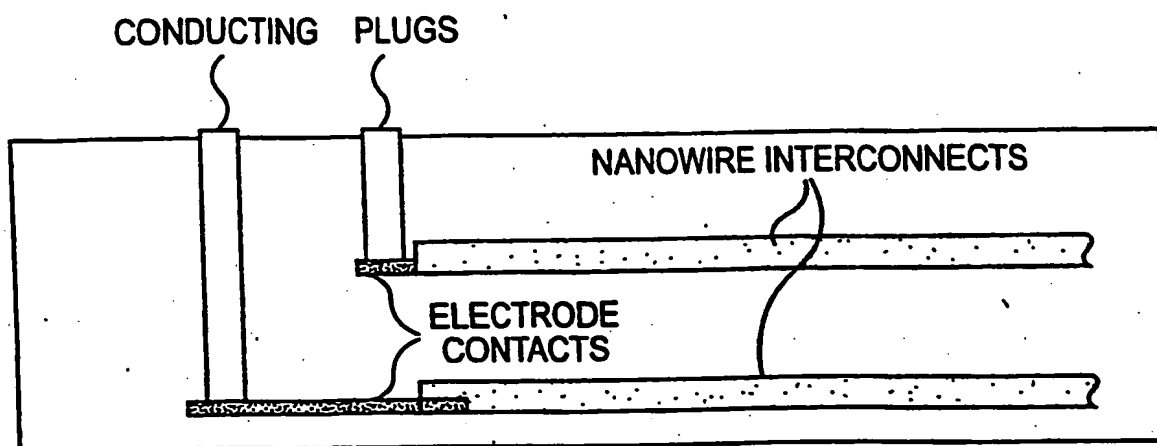 CONDUCTING PLUGS
NANOWIRE INTERCONNECTS
ELECTRODE
CONTACTS